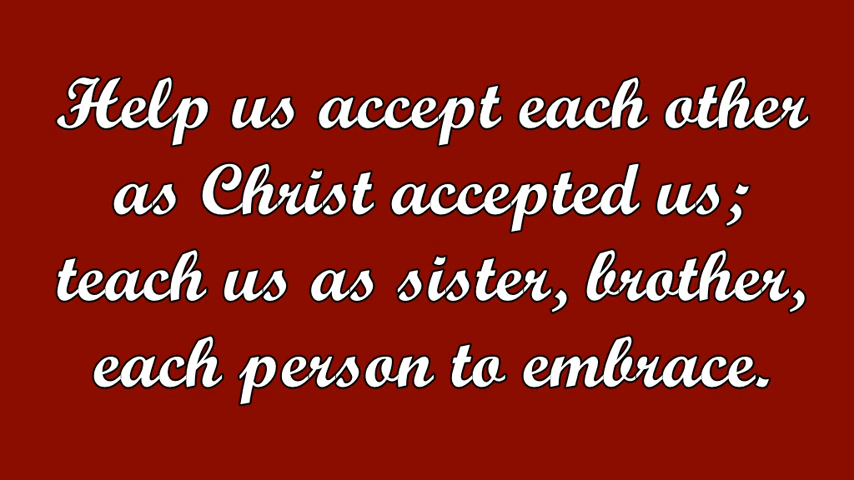 Help us accept each other
as Christ accepted us;
teach us as sister, brother,
each person to embrace.